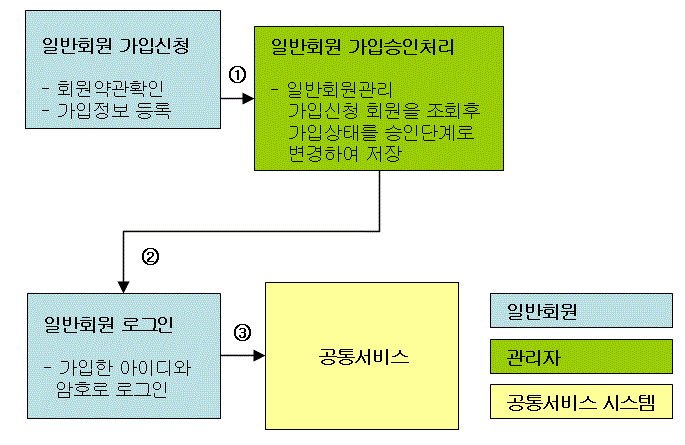 일반회원 가입신청
- 회원약관확인
- 가입정보 등록
①
일반회원 가입승인처리
- 일반회원관리
가입신청 회원을 조회후
가입상태를 승인단계로
변경하여 저장
②
일반회원 로그인
- 가입한 아이디와
암호로 로그인
③
공통서비스
일반회원
관리자
공통서비스 시스템